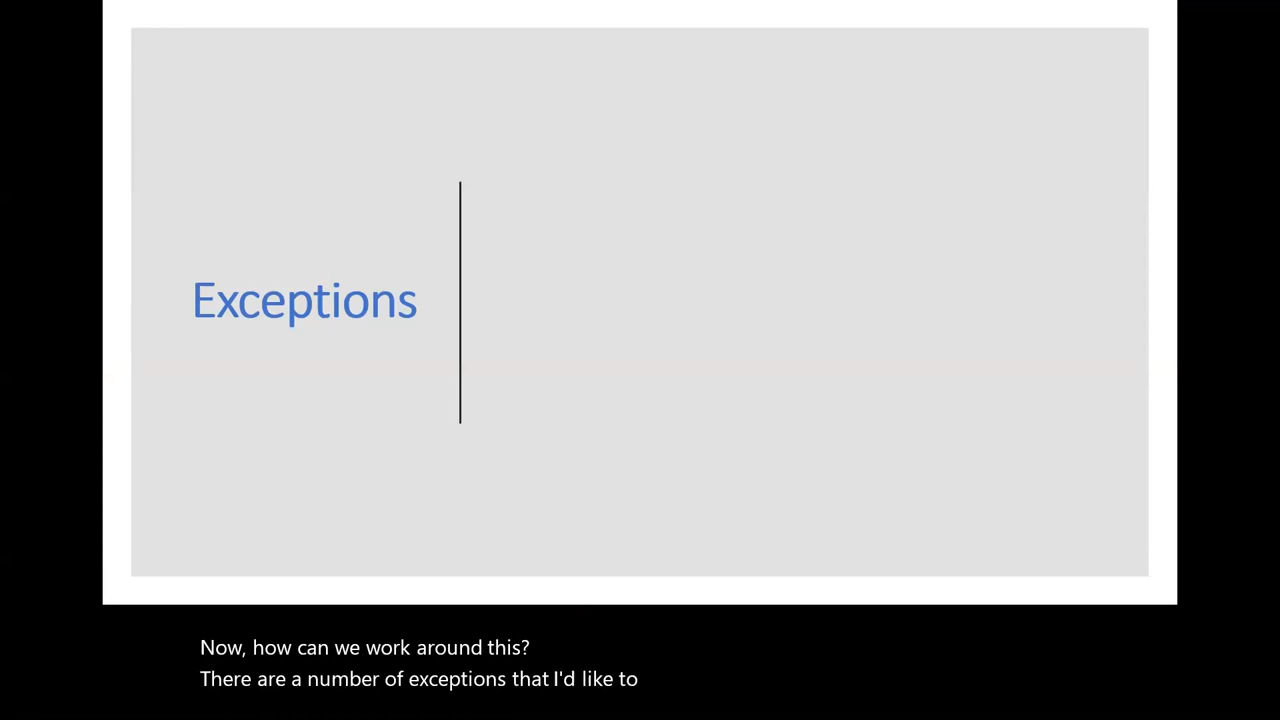 Exceptions
Now, how can we work around this?
There are a number of exceptions that I'd like to